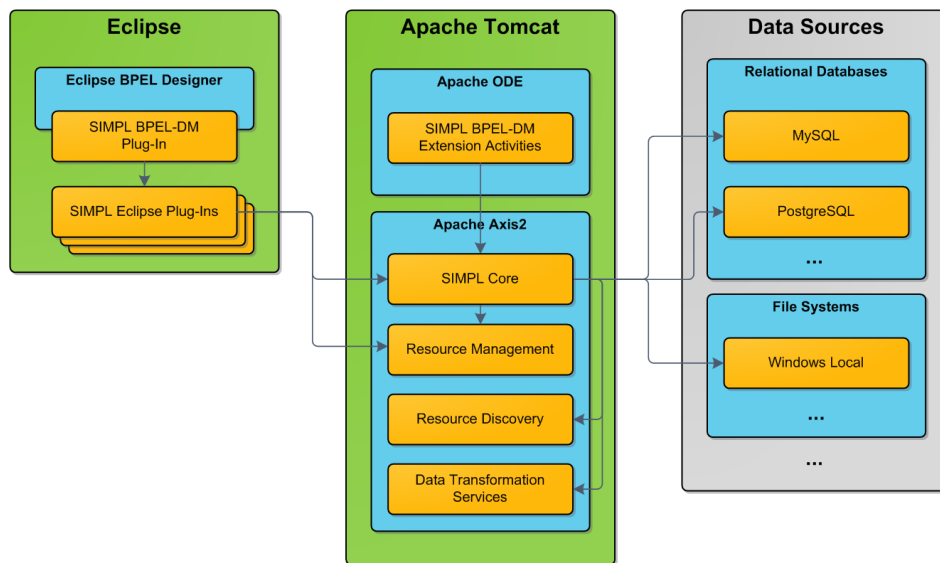 Eclipse
Eclipse BPEL Designer
SIMPL BPEL-DM
Plug-In
SIMPL Eclipse Plug-Ins
Apache Tomcat
Apache ODE
SIMPL BPEL-DM
Extension Activities
Apache Axis2
SIMPL Core
Resource Management
Resource Discovery
Data Transformation
Services
Data Sources
Relational Databases
MySQL
PostgreSQL
...
File Systems
Windows Local
...
...